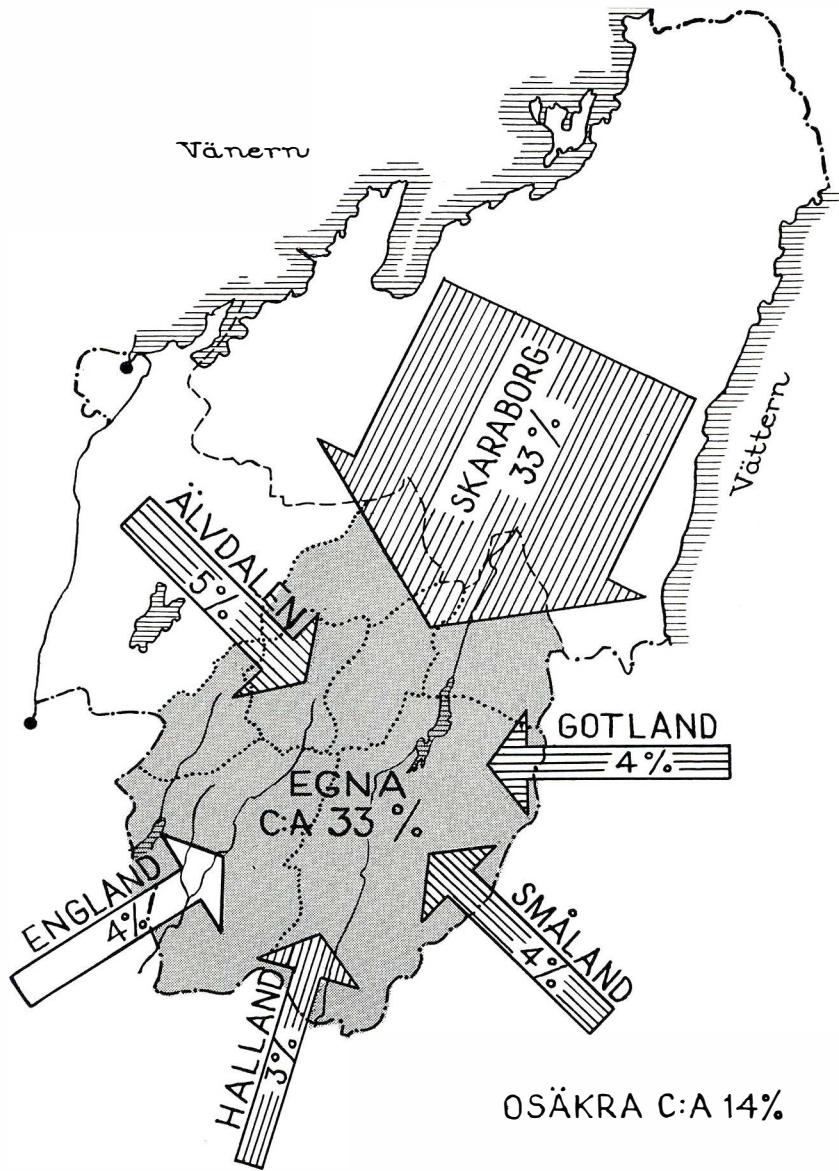 Vänern
Vättern
SKARABORG
33%
ÄLVDALEN
5%
GOTLAND
4%
EGNA
C:A 33 %
ENGLAND
4%
SMÅLAND
4%
HALLAND
3%
OSÄKRA C:A 14%